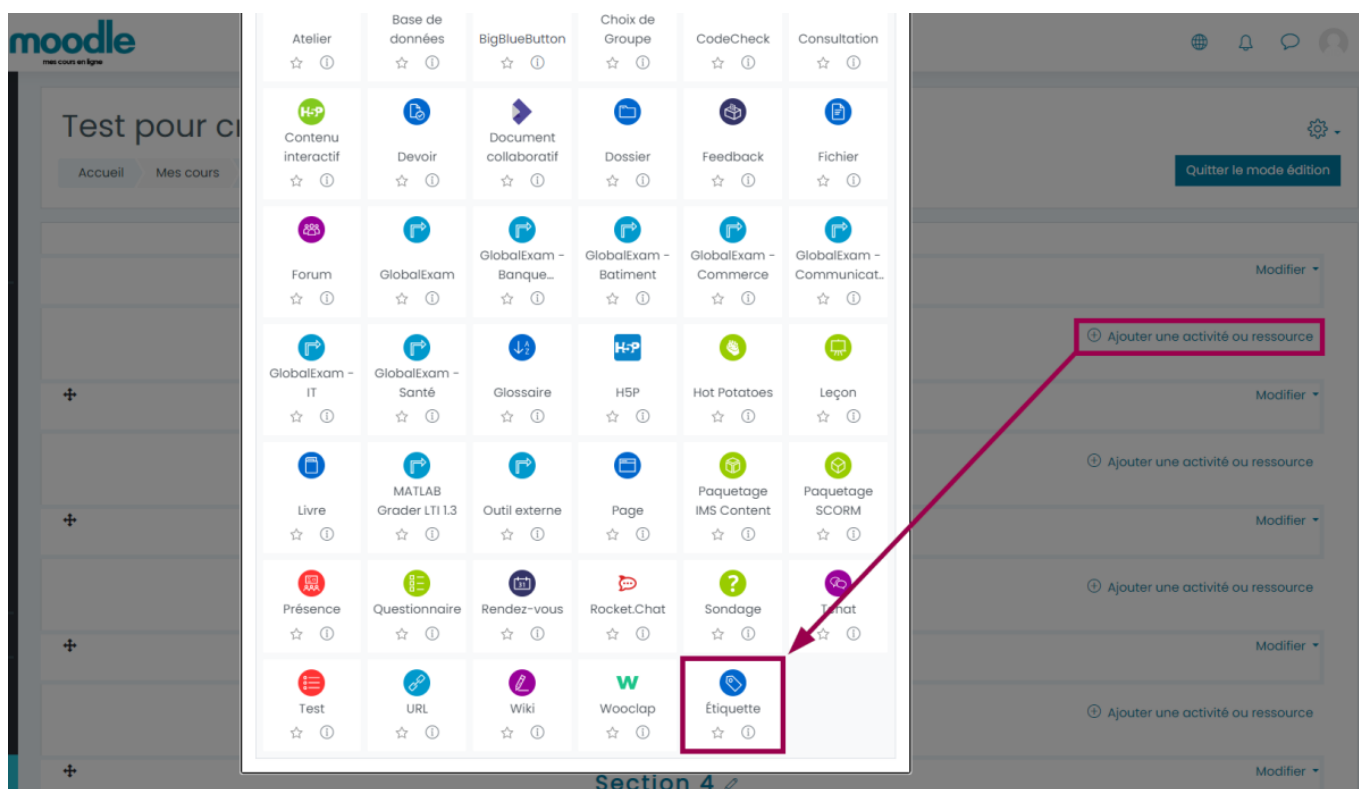 moodle
mes cours en ligne
Test pour cr
Accueil Mes cours
Quitter le mode édition
Atelier
Base de
données
BigBlueButton
Choix de
Groupe
CodeCheck
Consultation
H-P
Contenu
interactif
Devoir
Document
collaboratif
Dossier
Feedback
Fichier
Forum
GlobalExam
GlobalExam -
Banque...
GlobalExam -
Batiment
GlobalExam -
Commerce
GlobalExam -
Communicat..
GlobalExam -
IT
GlobalExam -
Santé
Glossaire
H-P
H5P
Hot Potatoes
Leçon
Livre
MATLAB
Grader LTI 1.3
Outil externe
Page
Paquetage
IMS Content
Paquetage
SCORM
Présence
Questionnaire
31
Rendez-vous
Rocket.Chat
?
Sondage
Tchat
Test
URL
Wiki
W
Wooclap
Étiquette
Modifier
Ajouter une activité ou ressource
Modifier
Ajouter une activité ou ressource
Modifier
Ajouter une activité ou ressource
Modifier
Ajouter une activité ou ressource
Modifier
Section 4